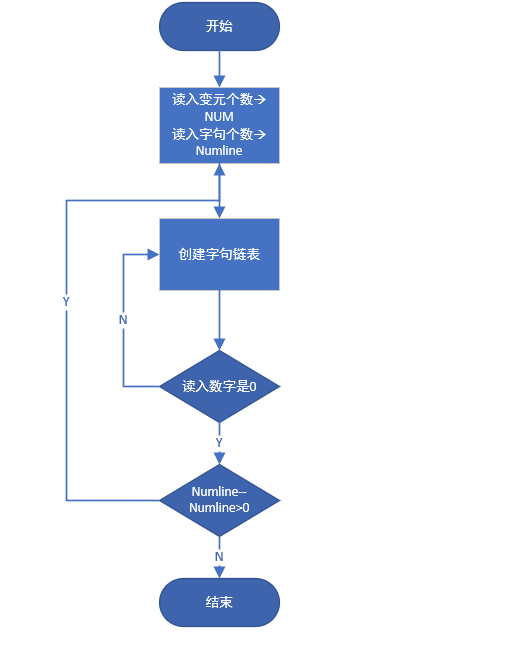 开始
读入变元个数→
NUM
读入字句个数→
Numline
创建字句链表
Y
N
读入数字是0
Y
Numline--
Numline>0
N
结束